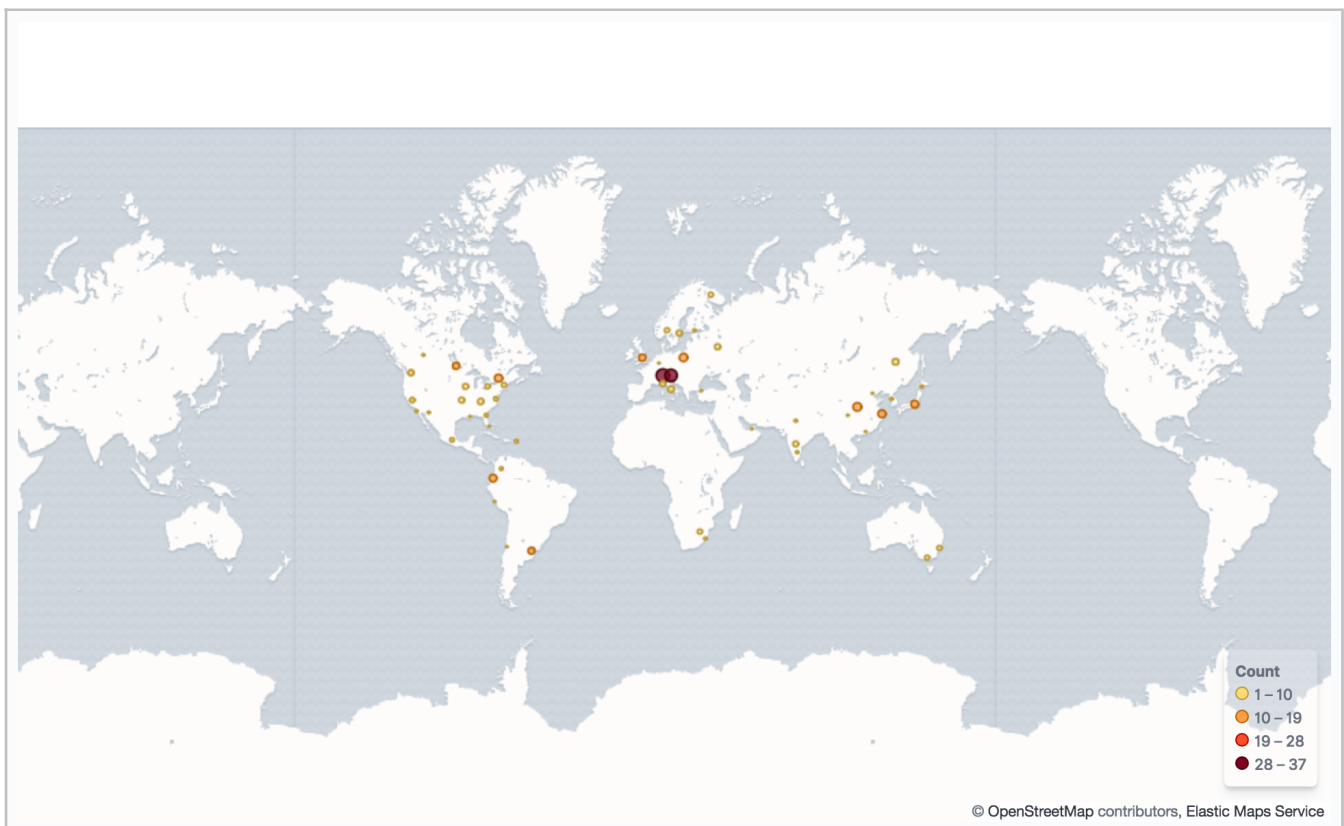 Count
1 – 10
10 – 19
19 – 28
28 – 37
© OpenStreetMap contributors, Elastic Maps Service